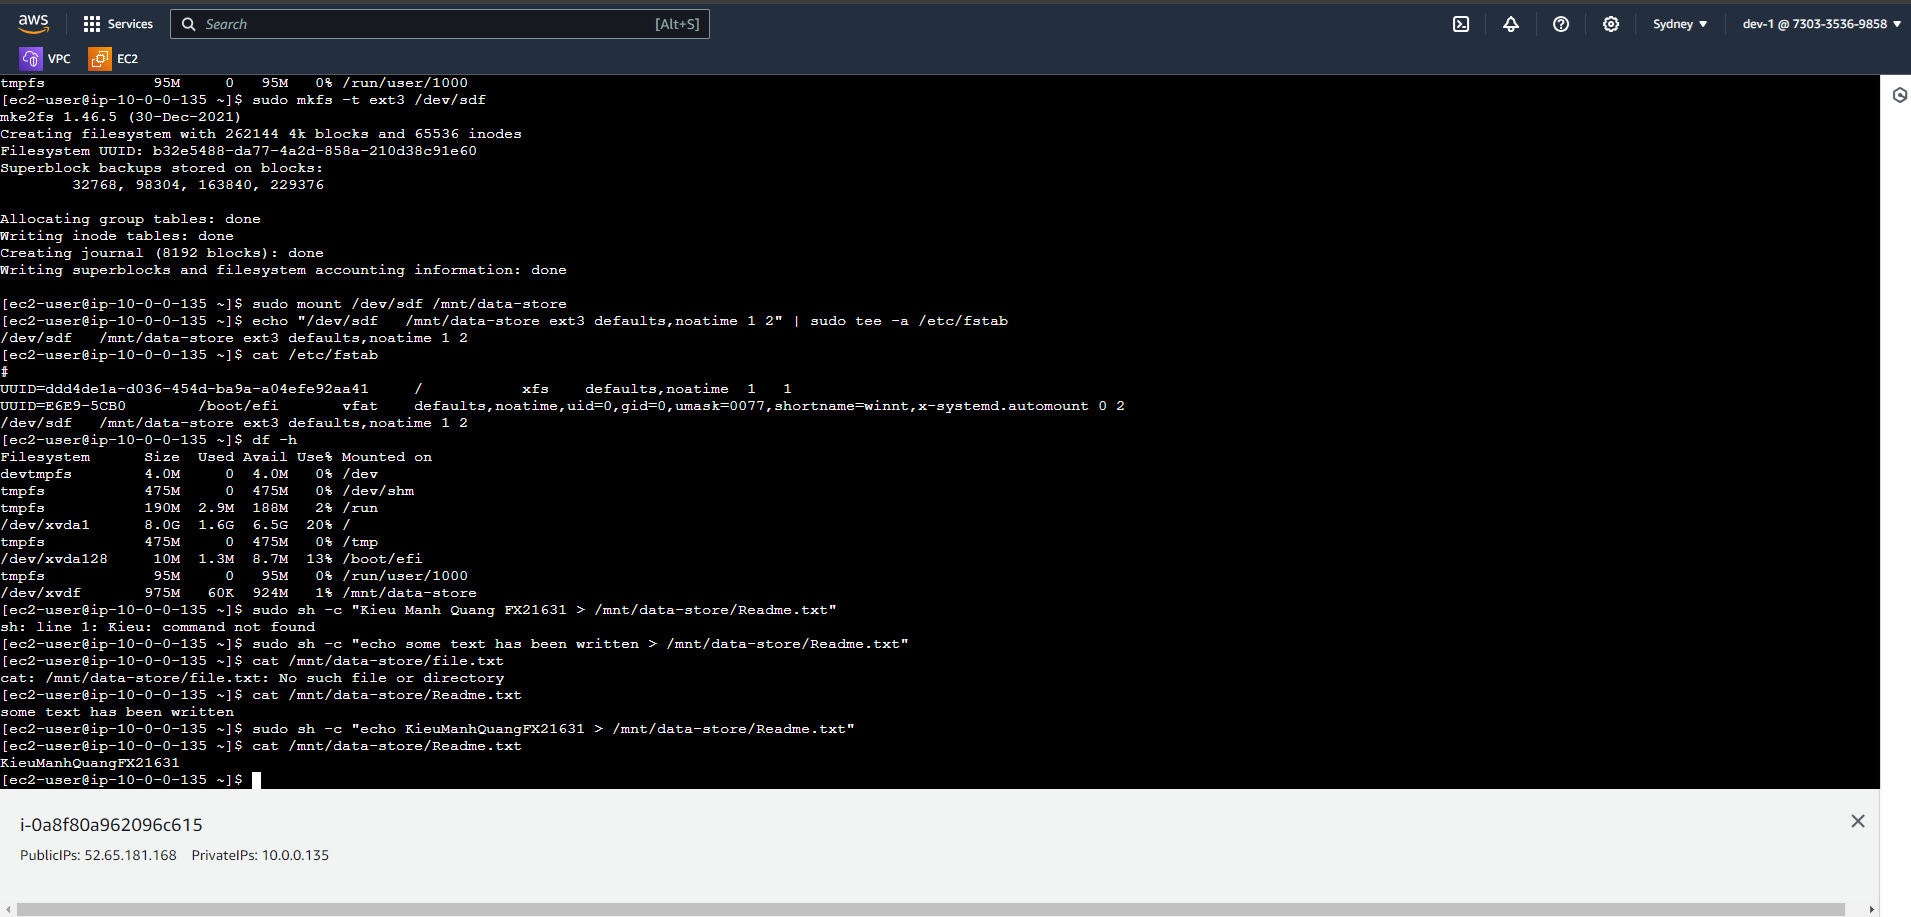 aws Services Search [Alt+S] Sydney dev-1 @ 7303-3536-9858
VPC EC2
tmpfs            95M     0   95M   0% /run/user/1000
[ec2-user@ip-10-0-0-135 ~]$ sudo mkfs -t ext3 /dev/sdf
mke2fs 1.46.5 (30-Dec-2021)
Creating filesystem with 262144 4k blocks and 65536 inodes
Filesystem UUID: b32e5488-da77-4a2d-858a-210d38c91e60
Superblock backups stored on blocks:
        32768, 98304, 163840, 229376
Allocating group tables: done
Writing inode tables: done
Creating journal (8192 blocks): done
Writing superblocks and filesystem accounting information: done
[ec2-user@ip-10-0-0-135 ~]$ sudo mount /dev/sdf /mnt/data-store
[ec2-user@ip-10-0-0-135 ~]$ echo "/dev/sdf   /mnt/data-store ext3 defaults,noatime 1 2" | sudo tee -a /etc/fstab
/dev/sdf   /mnt/data-store ext3 defaults,noatime 1 2
[ec2-user@ip-10-0-0-135 ~]$ cat /etc/fstab
#
UUID=ddd4de1a-d036-454d-ba9a-a04efe92aa41     /           xfs    defaults,noatime  1   1
UUID=E6E9-5CB0        /boot/efi       vfat    defaults,noatime,uid=0,gid=0,umask=0077,shortname=winnt,x-systemd.automount 0 2
/dev/sdf   /mnt/data-store ext3 defaults,noatime 1 2
[ec2-user@ip-10-0-0-135 ~]$ df -h
Filesystem      Size  Used Avail Use% Mounted on
devtmpfs        4.0M     0  4.0M   0% /dev
tmpfs           475M     0  475M   0% /dev/shm
tmpfs           190M  2.9M  188M   2% /run
/dev/xvda1      8.0G  1.6G  6.5G  20% /
tmpfs           475M     0  475M   0% /tmp
/dev/xvda128     10M  1.3M  8.7M  13% /boot/efi
tmpfs            95M     0   95M   0% /run/user/1000
/dev/xvdf       975M   60K  924M   1% /mnt/data-store
[ec2-user@ip-10-0-0-135 ~]$ sudo sh -c "Kieu Manh Quang FX21631 > /mnt/data-store/Readme.txt"
sh: line 1: Kieu: command not found
[ec2-user@ip-10-0-0-135 ~]$ sudo sh -c "echo some text has been written > /mnt/data-store/Readme.txt"
[ec2-user@ip-10-0-0-135 ~]$ cat /mnt/data-store/file.txt
cat: /mnt/data-store/file.txt: No such file or directory
[ec2-user@ip-10-0-0-135 ~]$ cat /mnt/data-store/Readme.txt
some text has been written
[ec2-user@ip-10-0-0-135 ~]$ sudo sh -c "echo KieuManhQuangFX21631 > /mnt/data-store/Readme.txt"
[ec2-user@ip-10-0-0-135 ~]$ cat /mnt/data-store/Readme.txt
KieuManhQuangFX21631
[ec2-user@ip-10-0-0-135 ~]$
i-0a8f80a962096c615
PublicIPs: 52.65.181.168 PrivateIPs: 10.0.0.135